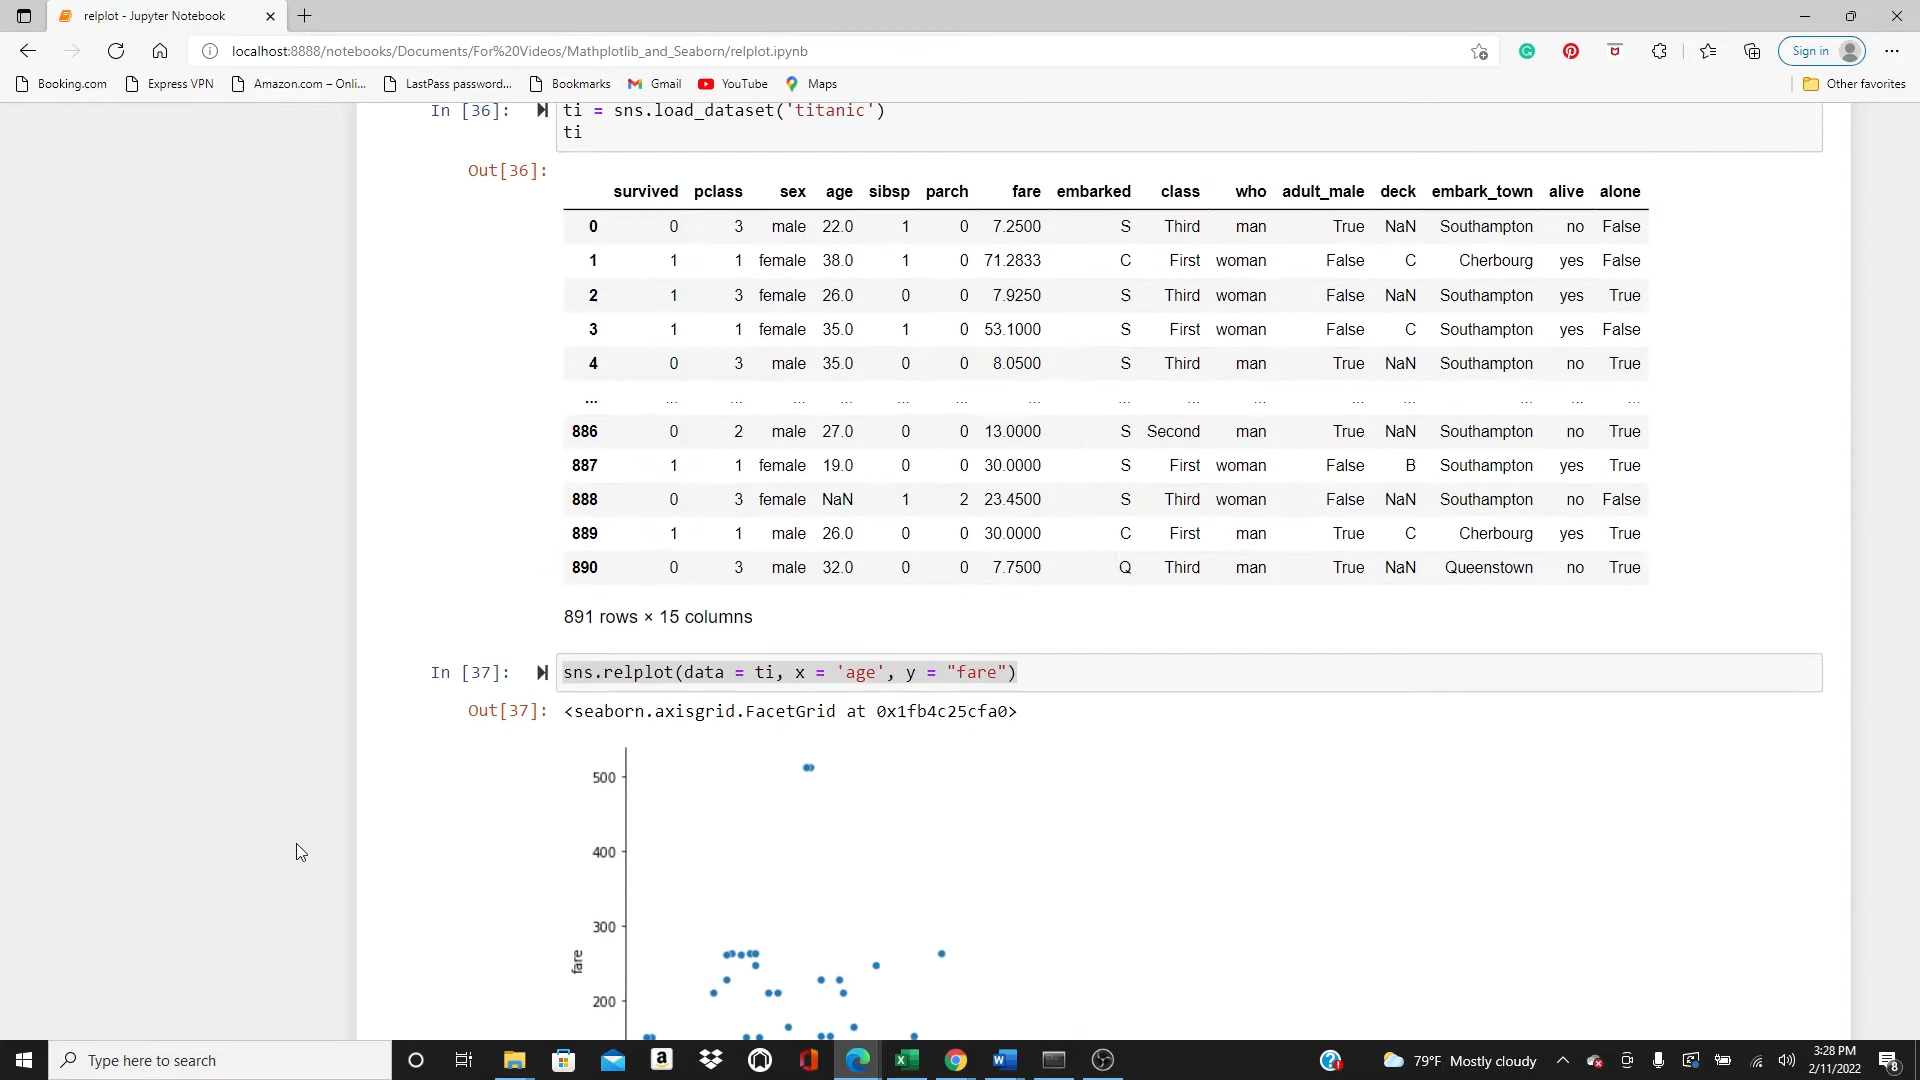 relplot - Jupyter Notebook
localhost:8888/notebooks/Documents/For%20Videos/Mathplotlib_and_Seaborn/relplot.ipynb
Sign in
Booking.com Express VPN Amazon.com – Onli... LastPass password... Bookmarks Gmail YouTube Maps Other favorites
In [36]: ti = sns.load_dataset('titanic')
ti
Out[36]:
survived pclass sex age sibsp parch fare embarked class who adult_male deck embark_town alive alone
0 0 3 male 22.0 1 0 7.2500 S Third man True NaN Southampton no False
1 1 1 female 38.0 1 0 71.2833 C First woman False C Cherbourg yes False
2 1 3 female 26.0 0 0 7.9250 S Third woman False NaN Southampton yes True
3 1 1 female 35.0 1 0 53.1000 S First woman False C Southampton yes False
4 0 3 male 35.0 0 0 8.0500 S Third man True NaN Southampton no True
... ... ... ... ... ... ... ... ... ... ... ... ... ... ... ...
886 0 2 male 27.0 0 0 13.0000 S Second man True NaN Southampton no True
887 1 1 female 19.0 0 0 30.0000 S First woman False B Southampton yes True
888 0 3 female NaN 1 2 23.4500 S Third woman False NaN Southampton no False
889 1 1 male 26.0 0 0 30.0000 C First man True C Cherbourg yes True
890 0 3 male 32.0 0 0 7.7500 Q Third man True NaN Queenstown no True
891 rows × 15 columns
In [37]: sns.relplot(data = ti, x = 'age', y = "fare")
Out[37]: <seaborn.axisgrid.FacetGrid at 0x1fb4c25cfa0>
500
400
300
fare
200
Type here to search
79°F Mostly cloudy
3:28 PM
2/11/2022
8